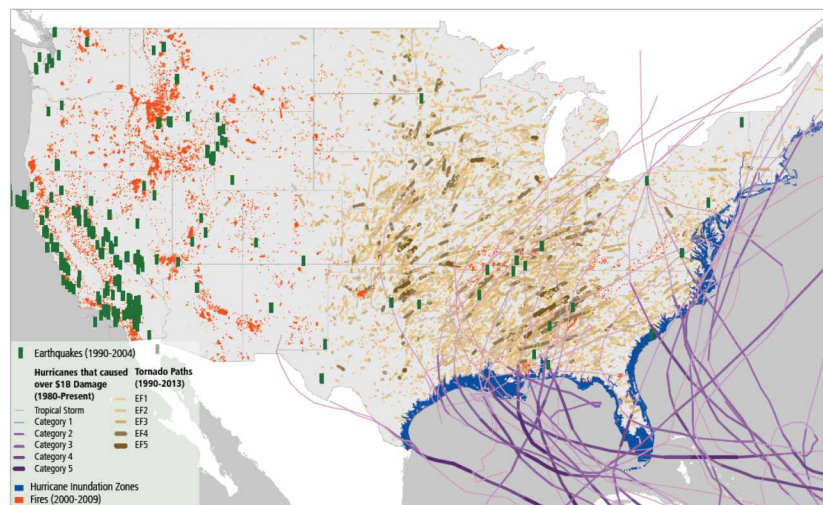 Earthquakes (1990-2004)
Hurricanes that caused
over $1B Damage
(1980-Present)
Tropical Storm
Category 1
Category 2
Category 3
Category 4
Category 5
Tornado Paths
(1990-2013)
EF1
EF2
EF3
EF4
EF5
Hurricane Inundation Zones
Fires (2000-2009)